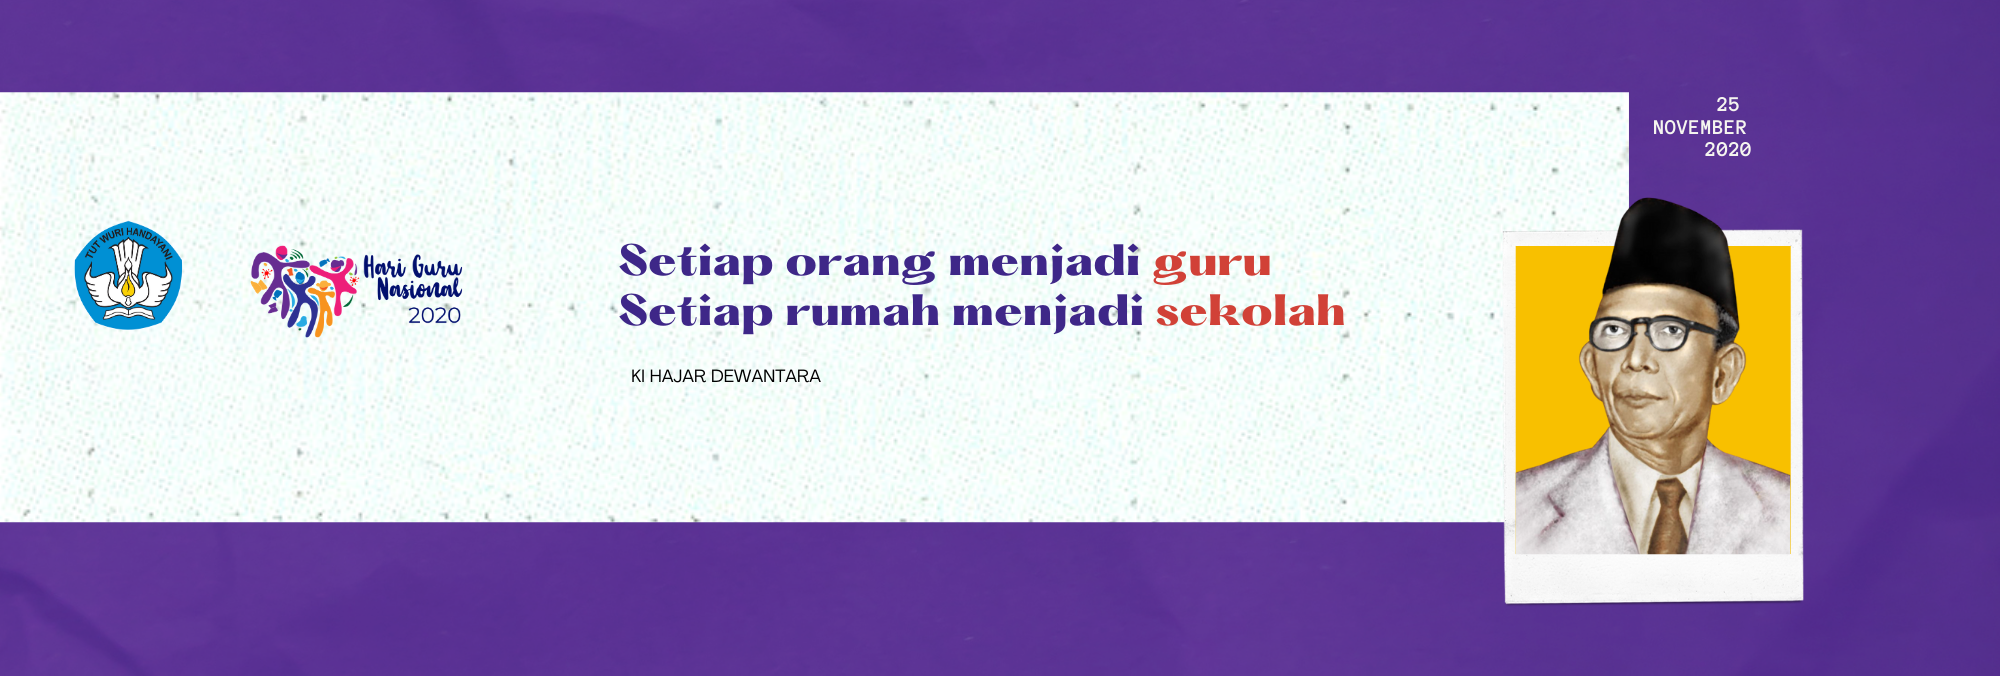 25
NOVEMBER
2020
TUT WURI HANDAYANI
Hari Guru
Nasional
2020
Setiap orang menjadi guru
Setiap rumah menjadi sekolah
KI HAJAR DEWANTARA